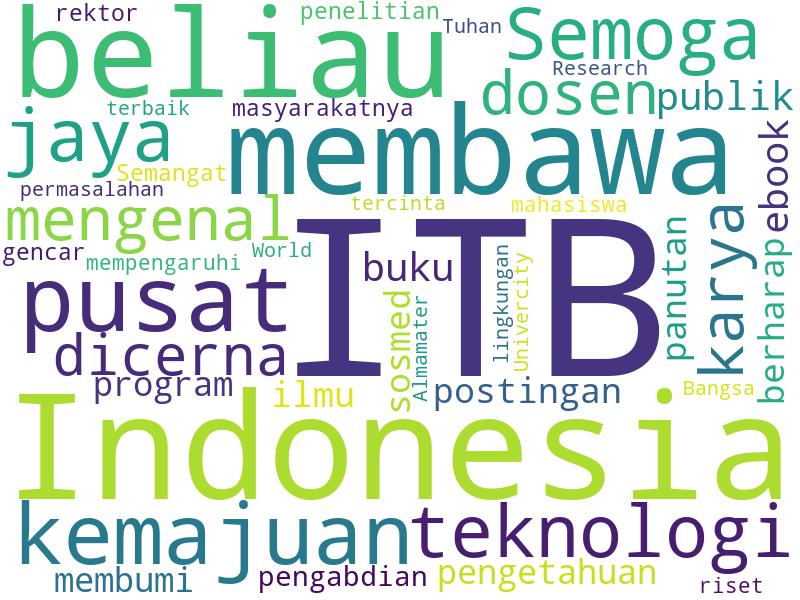 rektor
penelitian
beliau
Tuhan
Semoga
Research
dosen
publik
terbaik
masyarakatnya
jaya
membawa
ebook
Semangat
permasalahan
tercinta
mahasiswa
mengenal
ITB
panutan
karya
gencar
World
mempengaruhi
buku
lingkungan
Univercity
berharap
pusat
sosmed
Almamater
dicerna
program
ilmu
postingan
Bangsa
Indonesia
kemajuan
teknologi
membumi
pengabdian
pengetahuan
riset